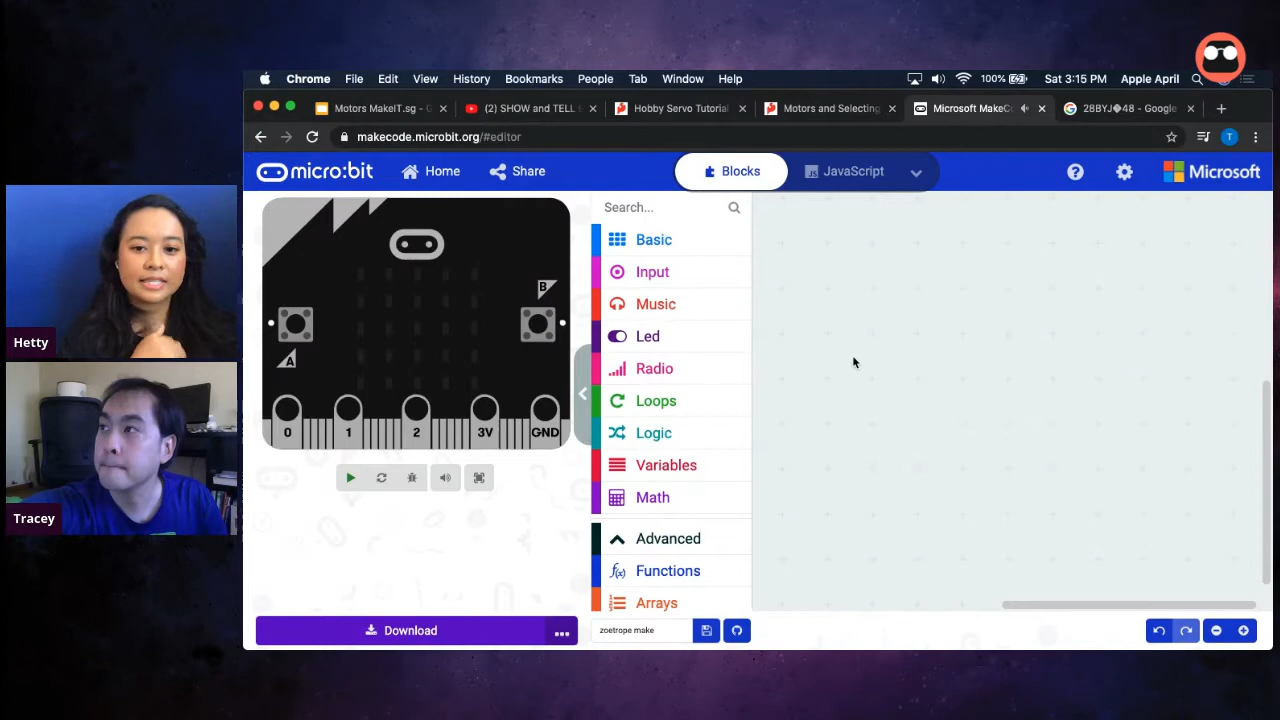 Chrome File Edit View History Bookmarks People Tab Window Help 100% Sat 3:15 PM Apple April
Motors MakeIT.sg - G
(2) SHOW and TELL S
Hobby Servo Tutorial
Motors and Selecting
Microsoft MakeCo
28BYJ�48 - Google
makecode.microbit.org/#editor
T
micro:bit Home Share Blocks JavaScript Microsoft
Search...
Basic
Input
Music
Led
Radio
Loops
Logic
Variables
Math
Advanced
Functions
Arrays
B
A
0 1 2 3V GND
Download
zoetrope make
Hetty
Tracey